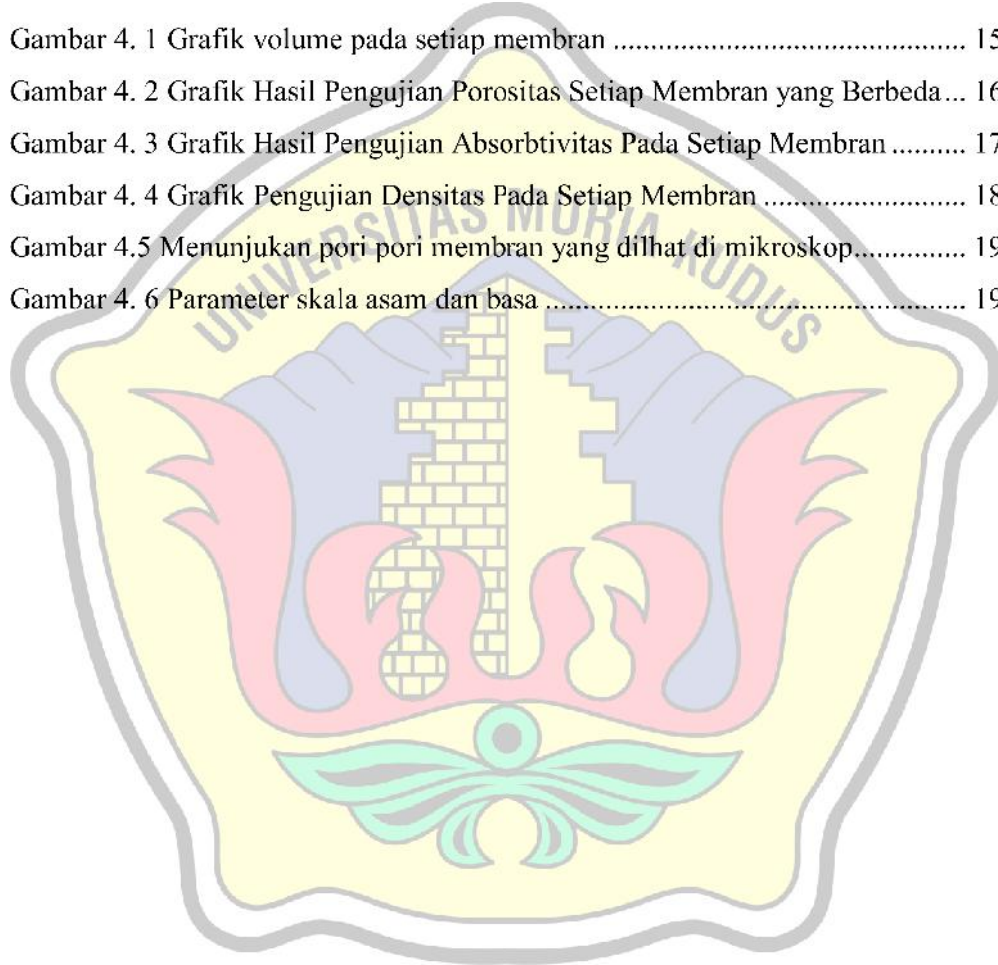 Gambar 4. 1 Grafik volume pada setiap membran ........................................... 15
Gambar 4. 2 Grafik Hasil Pengujian Porositas Setiap Membran yang Berbeda... 16
Gambar 4. 3 Grafik Hasil Pengujian Absorbtivitas Pada Setiap Membran .......... 17
Gambar 4. 4 Grafik Pengujian Densitas Pada Setiap Membran ......................... 18
Gambar 4.5 Menunjukan pori pori membran yang dilhat di mikroskop............... 19
Gambar 4. 6 Parameter skala asam dan basa .................................................... 19
UNIVERSITAS MURIA KUDUS